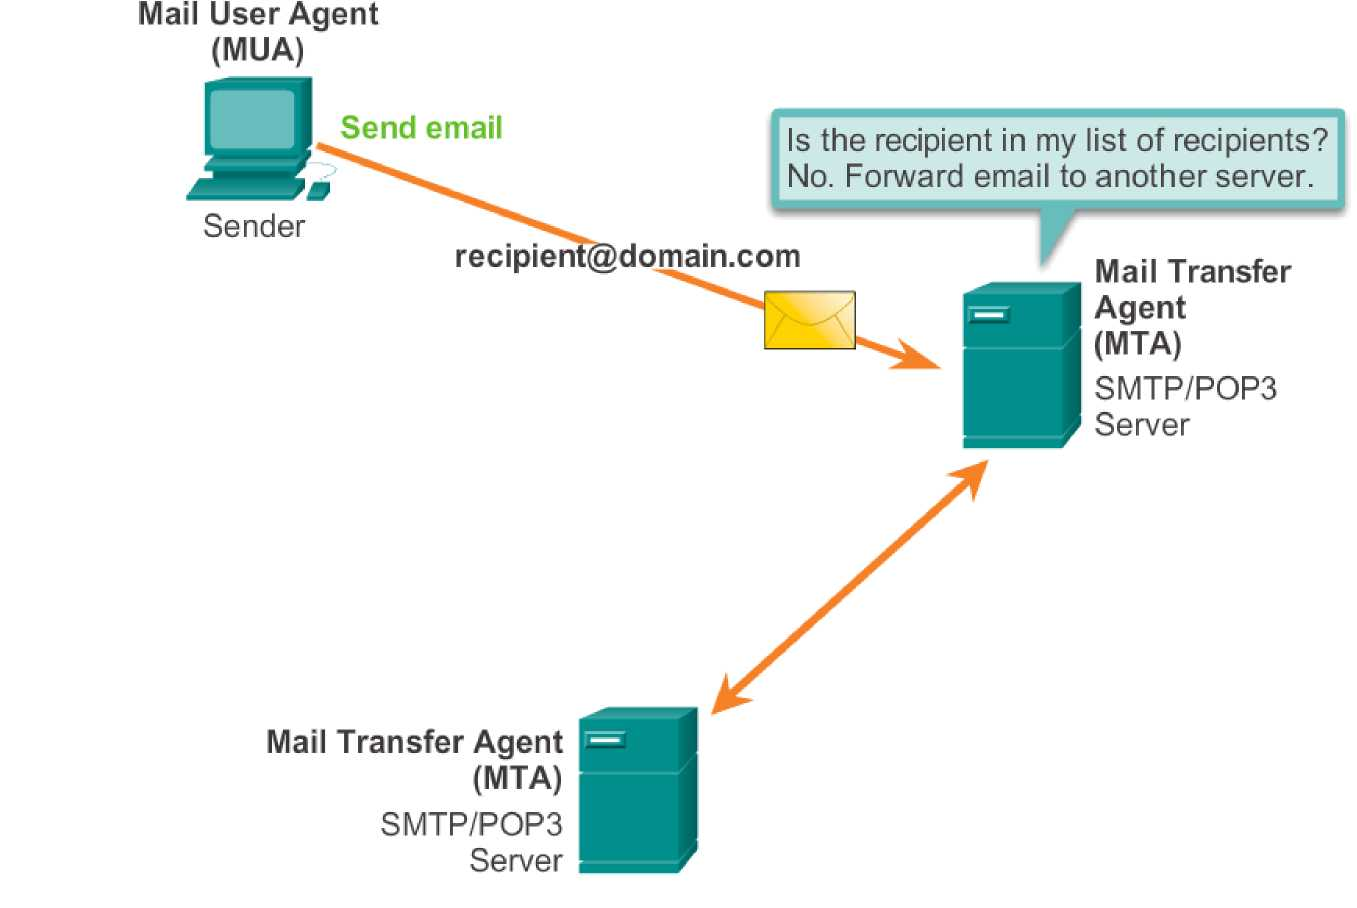 Mail User Agent
(MUA)
Send email
Sender
Is the recipient in my list of recipients?
No. Forward email to another server.
recipient@domain.com
Mail Transfer
Agent
(MTA)
SMTP/POP3
Server
Mail Transfer Agent
(MTA)
SMTP/POP3
Server